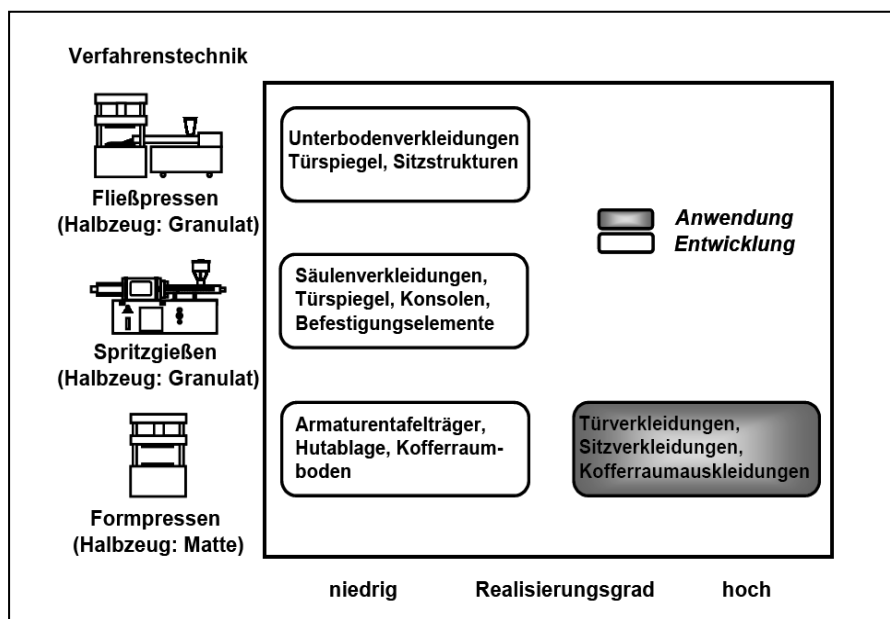 Verfahrenstechnik
Fließpressen
(Halbzeug: Granulat)
Unterbodenverkleidungen
Türspiegel, Sitzstrukturen
Anwendung
Entwicklung
Spritzgießen
(Halbzeug: Granulat)
Säulenverkleidungen,
Türspiegel, Konsolen,
Befestigungselemente
Formpressen
(Halbzeug: Matte)
Armaturentafelträger,
Hutablage, Kofferraum-
boden
Türverkleidungen,
Sitzverkleidungen,
Kofferraumauskleidungen
niedrig Realisierungsgrad hoch